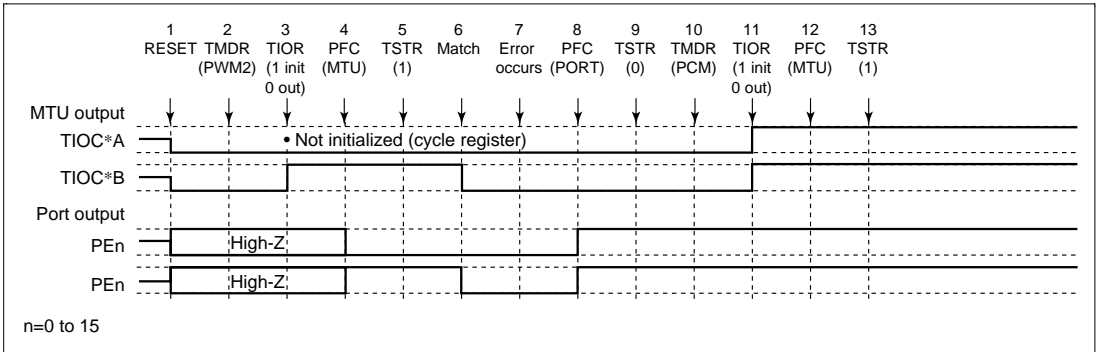 1 2 3 4 5 6 7 8 9 10 11 12 13
RESET TMDR TIOR PFC TSTR Match Error PFC TSTR TMDR TIOR PFC TSTR
(PWM2) (1 init (MTU) (1) occurs (PORT) (0) (PCM) (1 init (MTU) (1)
0 out) 0 out)
MTU output
TIOC*A • Not initialized (cycle register)
TIOC*B
Port output
PEn High-Z
PEn High-Z
n=0 to 15